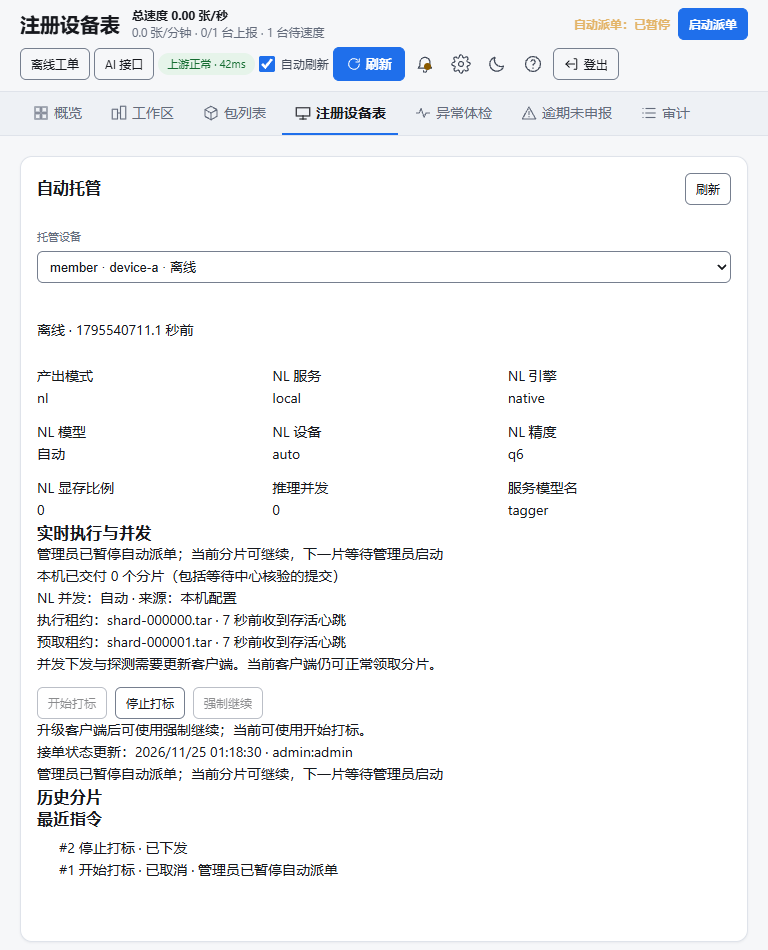 注册设备表
总速度 0.00 张/秒
0.0 张/分钟 · 0/1 台上报 · 1 台待速度
自动派单：已暂停
启动派单
离线工单
AI 接口
上游正常 · 42ms
自动刷新
刷新
登出
概览
工作区
包列表
注册设备表
异常体检
逾期未申报
审计
自动托管
刷新
托管设备
member · device-a · 离线
离线 · 1795540711.1 秒前
产出模式
nl
NL 服务
local
NL 引擎
native
NL 模型
自动
NL 设备
auto
NL 精度
q6
NL 显存比例
0
推理并发
0
服务模型名
tagger
实时执行与并发
管理员已暂停自动派单；当前分片可继续，下一片等待管理员启动
本机已交付 0 个分片（包括等待中心核验的提交）
NL 并发：自动 · 来源：本机配置
执行租约：shard-000000.tar · 7 秒前收到存活心跳
预取租约：shard-000001.tar · 7 秒前收到存活心跳
并发下发与探测需要更新客户端。当前客户端仍可正常领取分片。
开始打标
停止打标
强制继续
升级客户端后可使用强制继续；当前可使用开始打标。
接单状态更新：2026/11/25 01:18:30 · admin:admin
管理员已暂停自动派单；当前分片可继续，下一片等待管理员启动
历史分片
最近指令
#2 停止打标 · 已下发
#1 开始打标 · 已取消 · 管理员已暂停自动派单